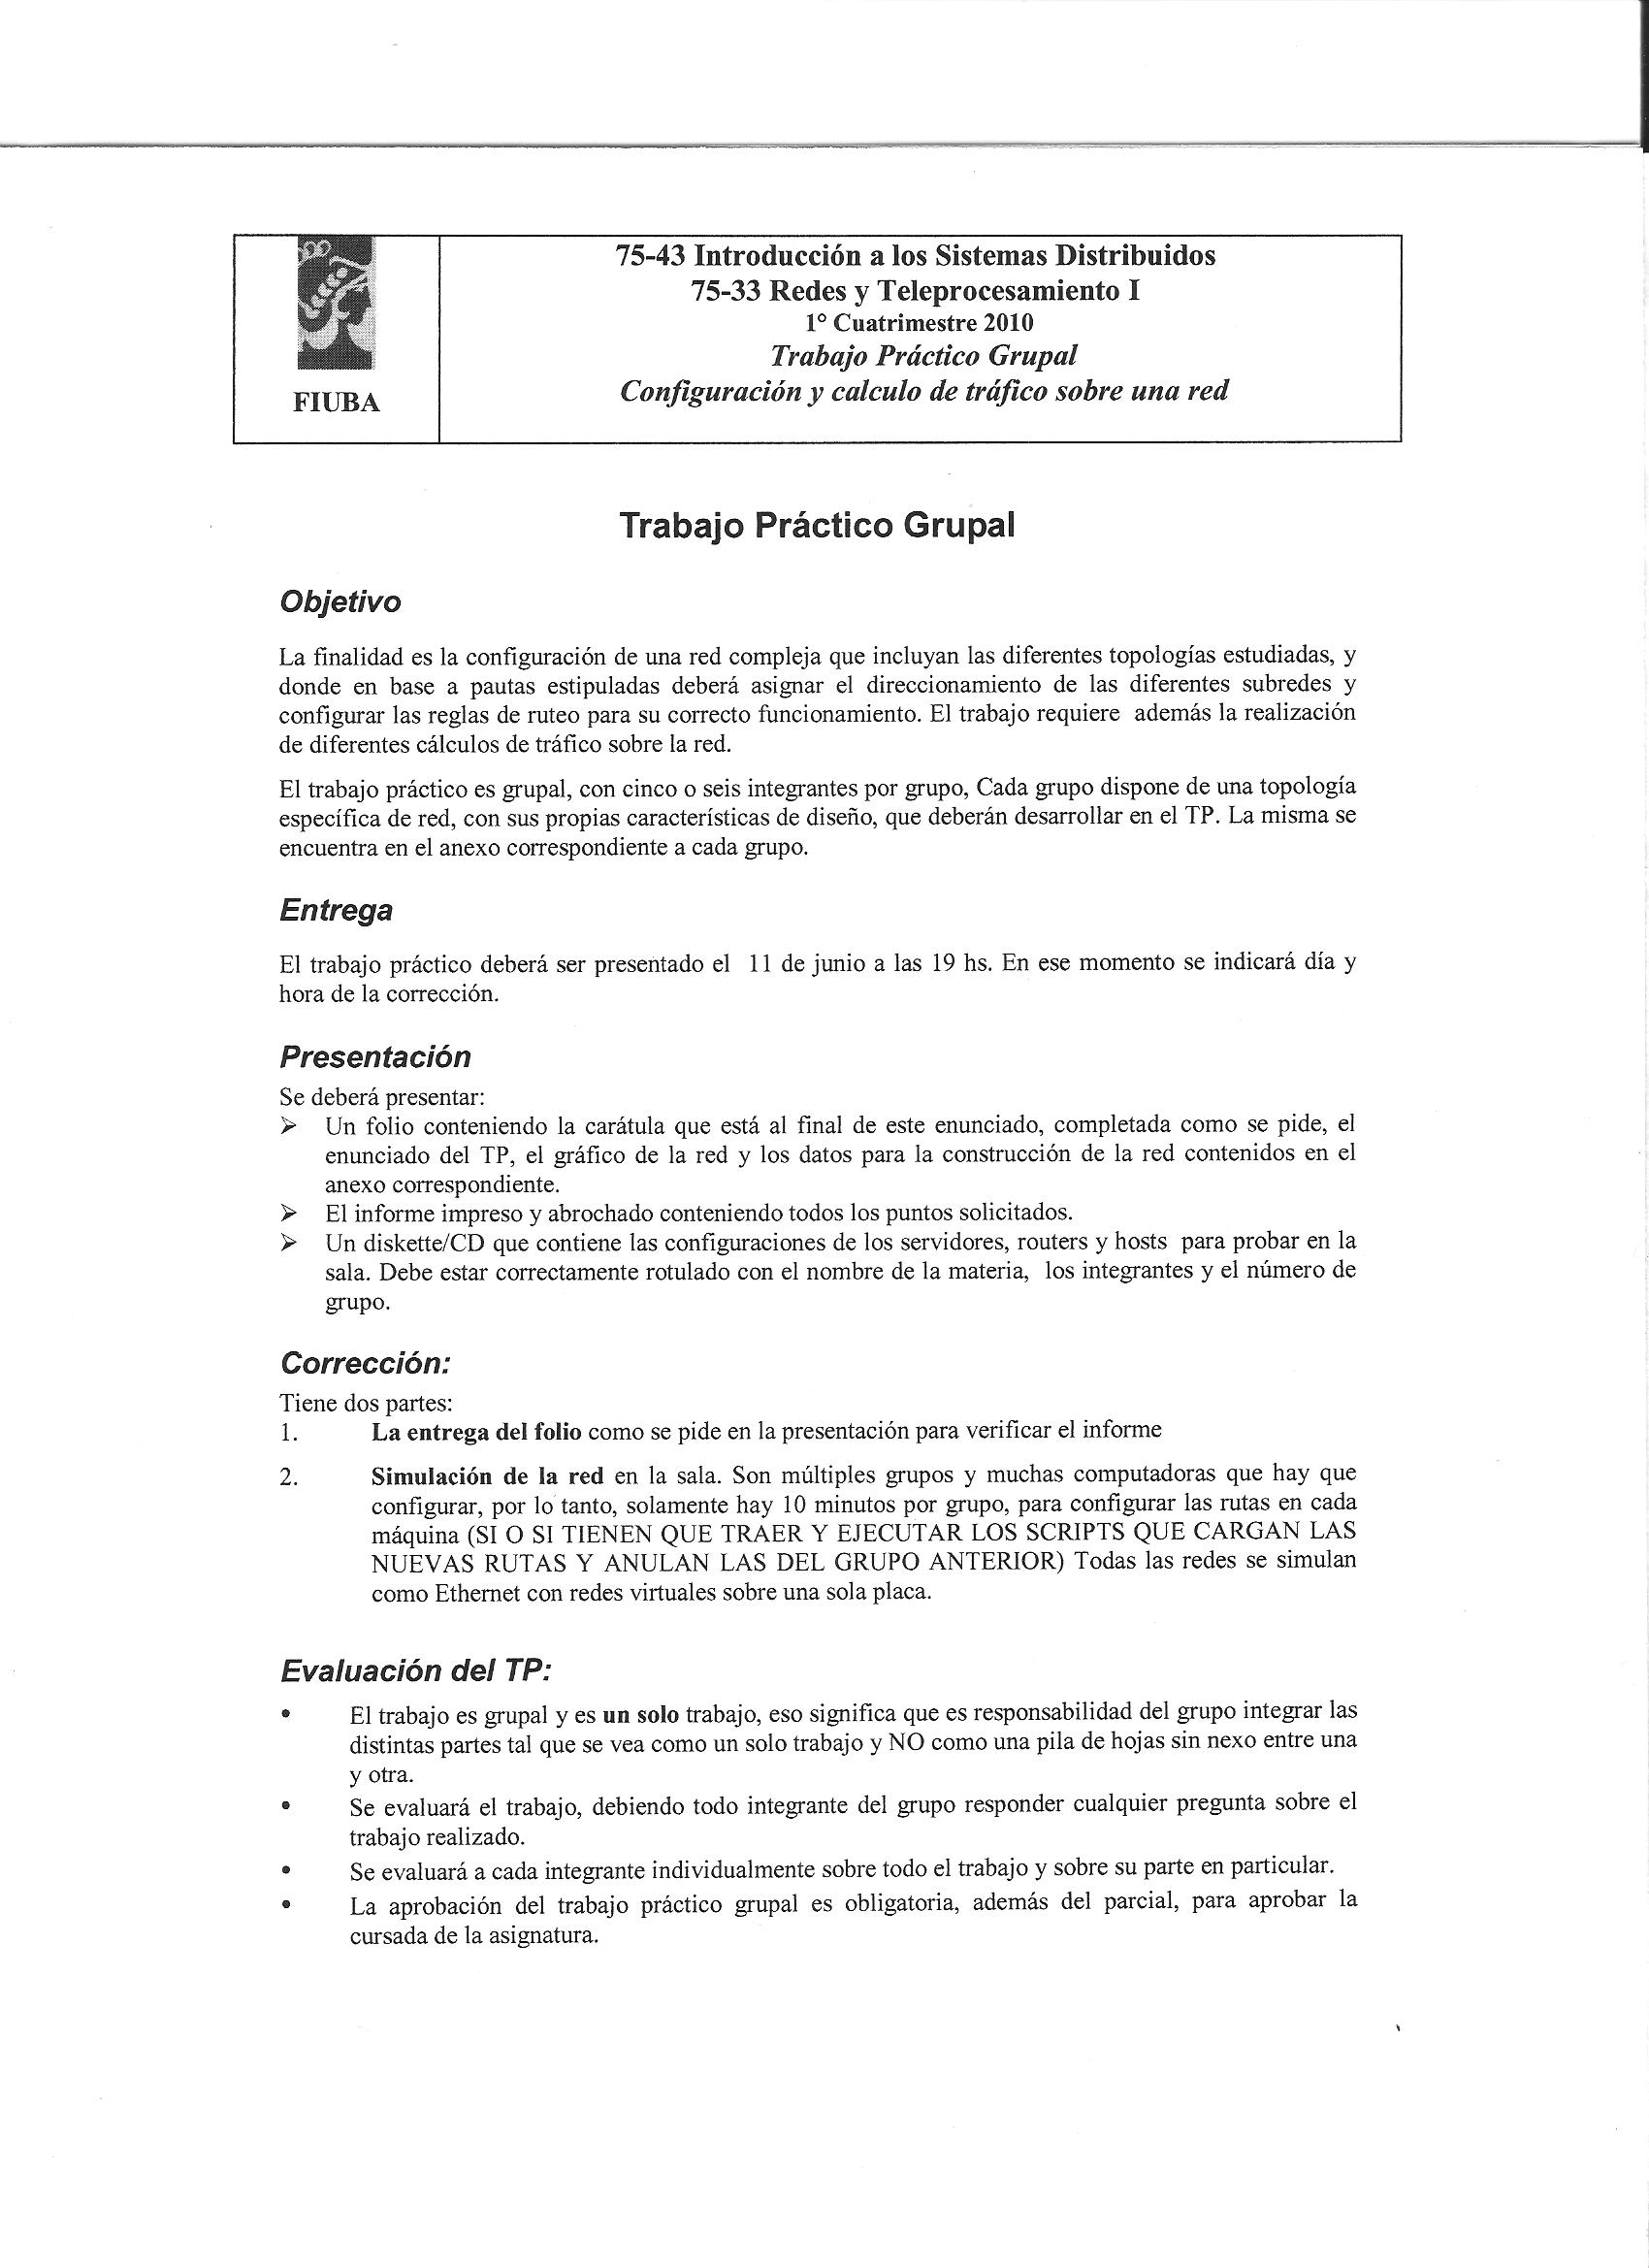 75-43 Introducción a los Sistemas Distribuidos
75-33 Redes y Teleprocesamiento I
1° Cuatrimestre 2010
Trabajo Práctico Grupal
Configuración y calculo de tráfico sobre una red
FIUBA
Trabajo Práctico Grupal
Objetivo
La finalidad es la configuración de una red compleja que incluyan las diferentes topologías estudiadas, y
donde en base a pautas estipuladas deberá asignar el direccionamiento de las diferentes subredes y
configurar las reglas de ruteo para su correcto funcionamiento. El trabajo requiere además la realización
de diferentes cálculos de tráfico sobre la red.
El trabajo práctico es grupal, con cinco o seis integrantes por grupo, Cada grupo dispone de una topología
específica de red, con sus propias características de diseño, que deberán desarrollar en el TP. La misma se
encuentra en el anexo correspondiente a cada grupo.
Entrega
El trabajo práctico deberá ser presentado el 11 de junio a las 19 hs. En ese momento se indicará día y
hora de la corrección.
Presentación
Se deberá presentar:
➢ Un folio conteniendo la carátula que está al final de este enunciado, completada como se pide, el
enunciado del TP, el gráfico de la red y los datos para la construcción de la red contenidos en el
anexo correspondiente.
➢ El informe impreso y abrochado conteniendo todos los puntos solicitados.
➢ Un diskette/CD que contiene las configuraciones de los servidores, routers y hosts para probar en la
sala. Debe estar correctamente rotulado con el nombre de la materia, los integrantes y el número de
grupo.
Corrección:
Tiene dos partes:
1. La entrega del folio como se pide en la presentación para verificar el informe
2. Simulación de la red en la sala. Son múltiples grupos y muchas computadoras que hay que
configurar, por lo tanto, solamente hay 10 minutos por grupo, para configurar las rutas en cada
máquina (SI O SI TIENEN QUE TRAER Y EJECUTAR LOS SCRIPTS QUE CARGAN LAS
NUEVAS RUTAS Y ANULAN LAS DEL GRUPO ANTERIOR) Todas las redes se simulan
como Ethernet con redes virtuales sobre una sola placa.
Evaluación del TP:
• El trabajo es grupal y es un solo trabajo, eso significa que es responsabilidad del grupo integrar las
distintas partes tal que se vea como un solo trabajo y NO como una pila de hojas sin nexo entre una
y otra.
• Se evaluará el trabajo, debiendo todo integrante del grupo responder cualquier pregunta sobre el
trabajo realizado.
• Se evaluará a cada integrante individualmente sobre todo el trabajo y sobre su parte en particular.
• La aprobación del trabajo práctico grupal es obligatoria, además del parcial, para aprobar la
cursada de la asignatura.